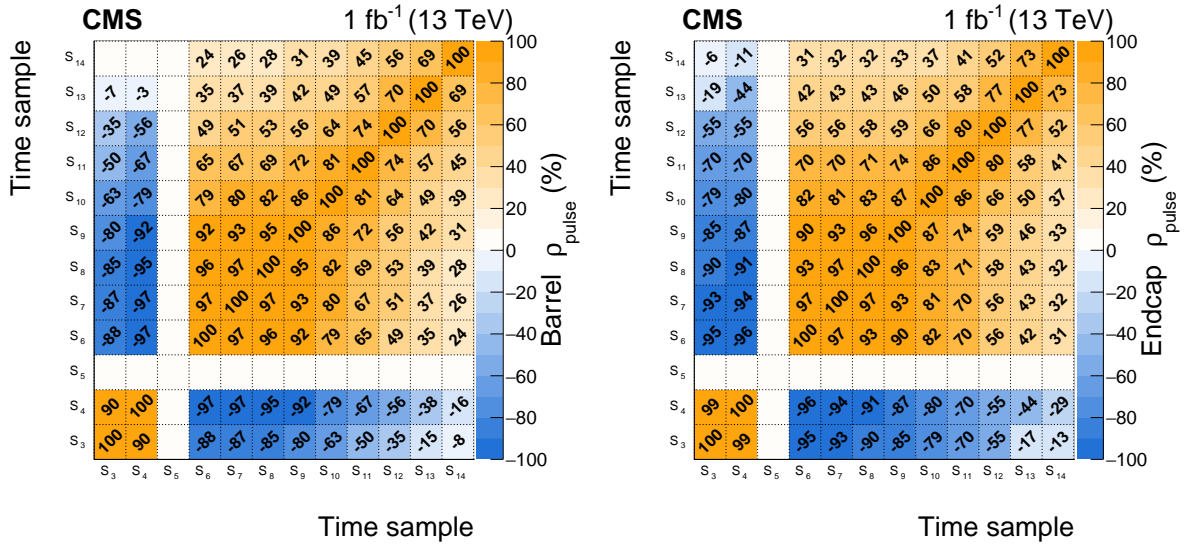 CMS 1 fb⁻¹ (13 TeV)
Time sample
S14 24 26 28 31 39 45 56 69 100
S13 -7 -3 35 37 39 42 49 57 70 100 69
S12 -35 -56 49 51 53 56 64 74 100 70 56
S11 -50 -67 65 67 69 72 81 100 74 57 45
S10 -63 -79 79 80 82 86 100 81 64 49 39
S9 -80 -92 92 93 95 100 86 72 56 42 31
S8 -85 -95 96 97 100 95 82 69 53 39 28
S7 -87 -97 97 100 97 93 80 67 51 37 26
S6 -88 -97 100 97 96 92 79 65 49 35 24
S5
S4 90 100 -97 -97 -95 -92 -79 -67 -56 -38 -16
S3 100 90 -88 -87 -85 -80 -63 -50 -35 -15 -8
S3 S4 S5 S6 S7 S8 S9 S10 S11 S12 S13 S14
Time sample
100
80
60
40
20
0
−20
−40
−60
−80
−100
Barrel ρpulse (%)
CMS 1 fb⁻¹ (13 TeV)
Time sample
S14 -6 -11 31 32 32 33 37 41 52 73 100
S13 -19 -44 42 43 43 46 50 58 77 100 73
S12 -55 -55 56 56 58 59 66 80 100 77 52
S11 -70 -70 70 70 71 74 86 100 80 58 41
S10 -79 -80 82 81 83 87 100 86 66 50 37
S9 -85 -87 90 93 96 100 87 74 59 46 33
S8 -90 -91 93 97 100 96 83 71 58 43 32
S7 -93 -94 97 100 97 93 81 70 56 43 32
S6 -95 -96 100 97 93 90 82 70 56 42 31
S5
S4 99 100 -96 -94 -91 -87 -80 -70 -55 -44 -29
S3 100 99 -95 -93 -90 -85 -79 -70 -55 -17 -13
S3 S4 S5 S6 S7 S8 S9 S10 S11 S12 S13 S14
Time sample
100
80
60
40
20
0
−20
−40
−60
−80
−100
Endcap ρpulse (%)